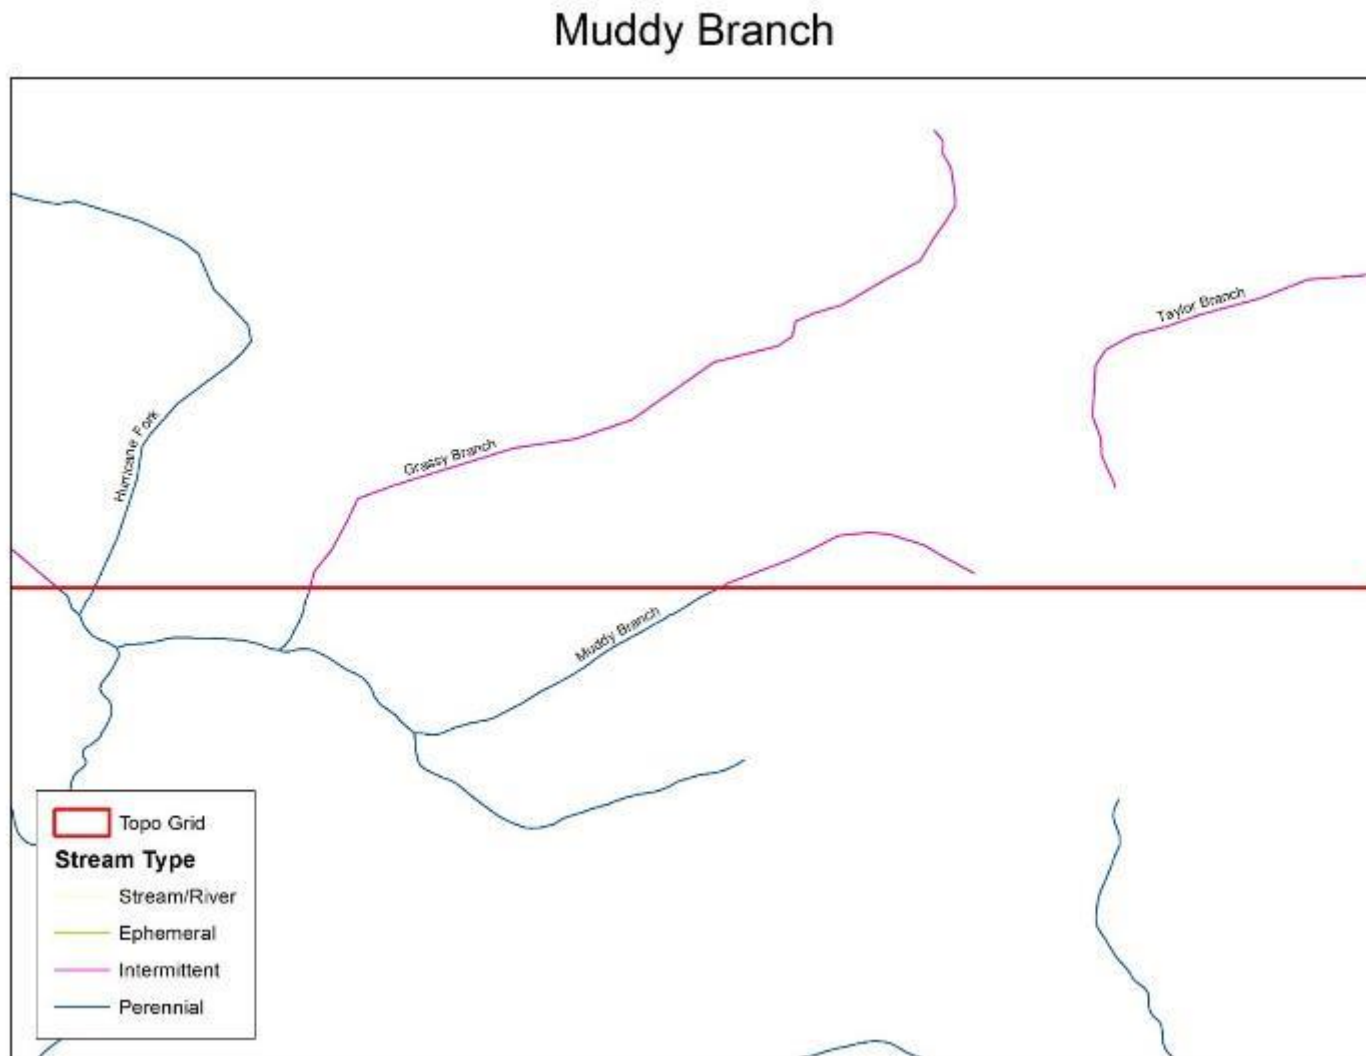 Muddy Branch
Taylor Branch
Hurricane Fork
Grassy Branch
Muddy Branch
Topo Grid
Stream Type
Stream/River
Ephemeral
Intermittent
Perennial